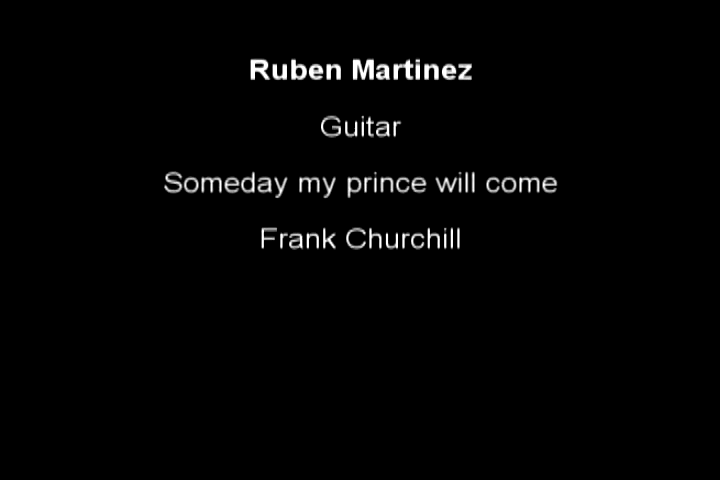 Ruben Martinez
Guitar
Someday my prince will come
Frank Churchill